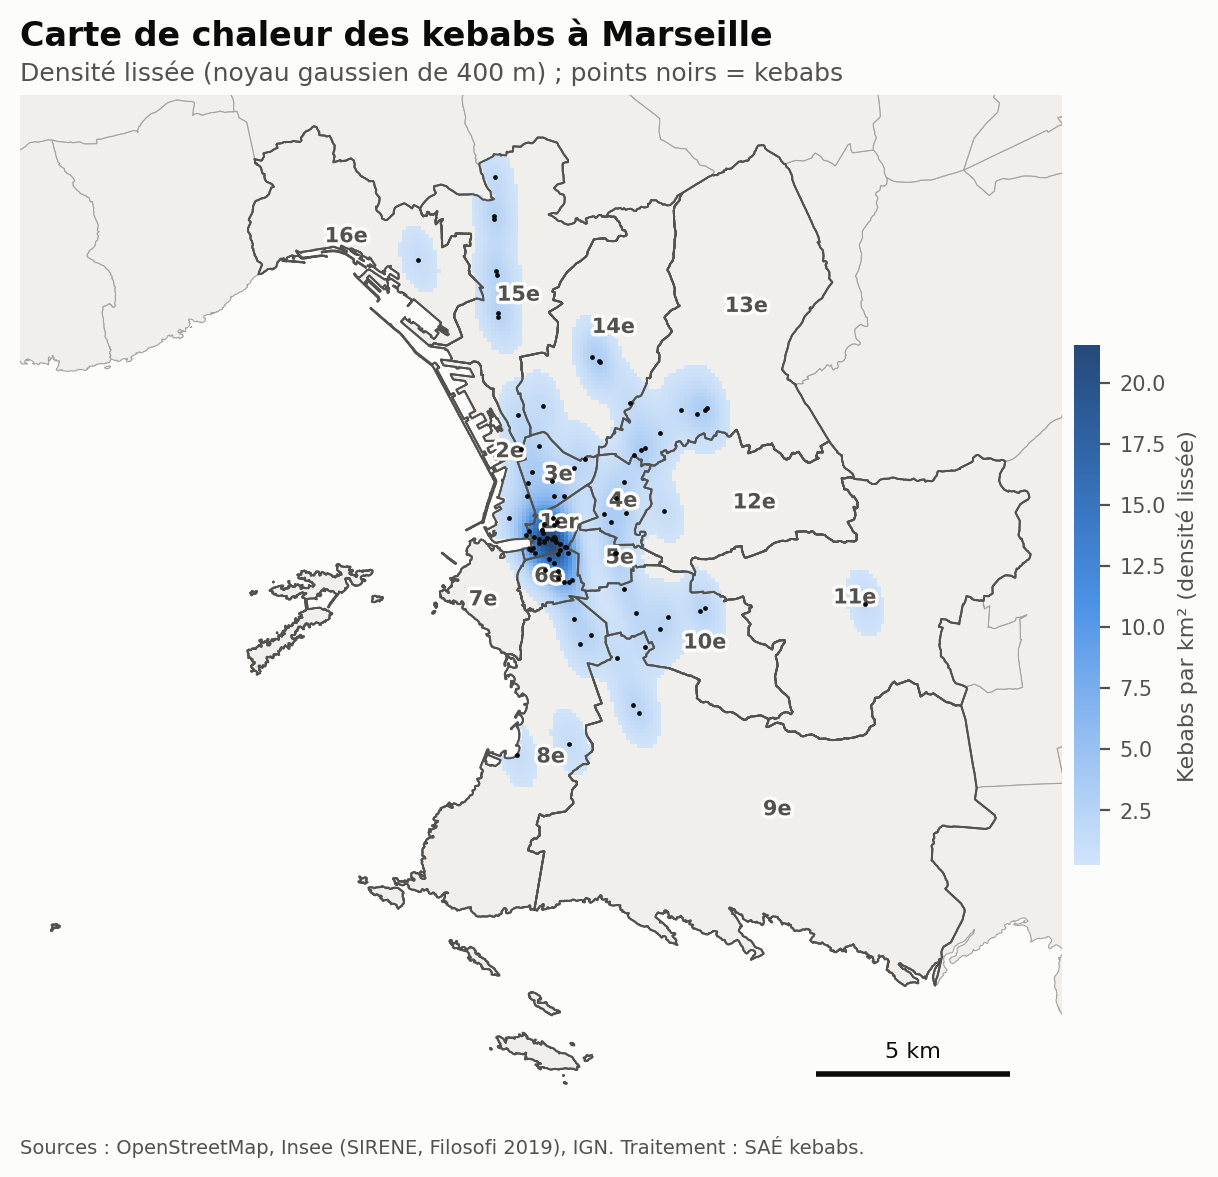 Carte de chaleur des kebabs à Marseille
Densité lissée (noyau gaussien de 400 m) ; points noirs = kebabs
16e
15e
13e
14e
2e
3e
4e
12e
1er
5e
6e
7e
11e
10e
8e
9e
20.0
17.5
15.0
12.5
10.0
7.5
5.0
2.5
Kebabs par km² (densité lissée)
5 km
Sources : OpenStreetMap, Insee (SIRENE, Filosofi 2019), IGN. Traitement : SAÉ kebabs.